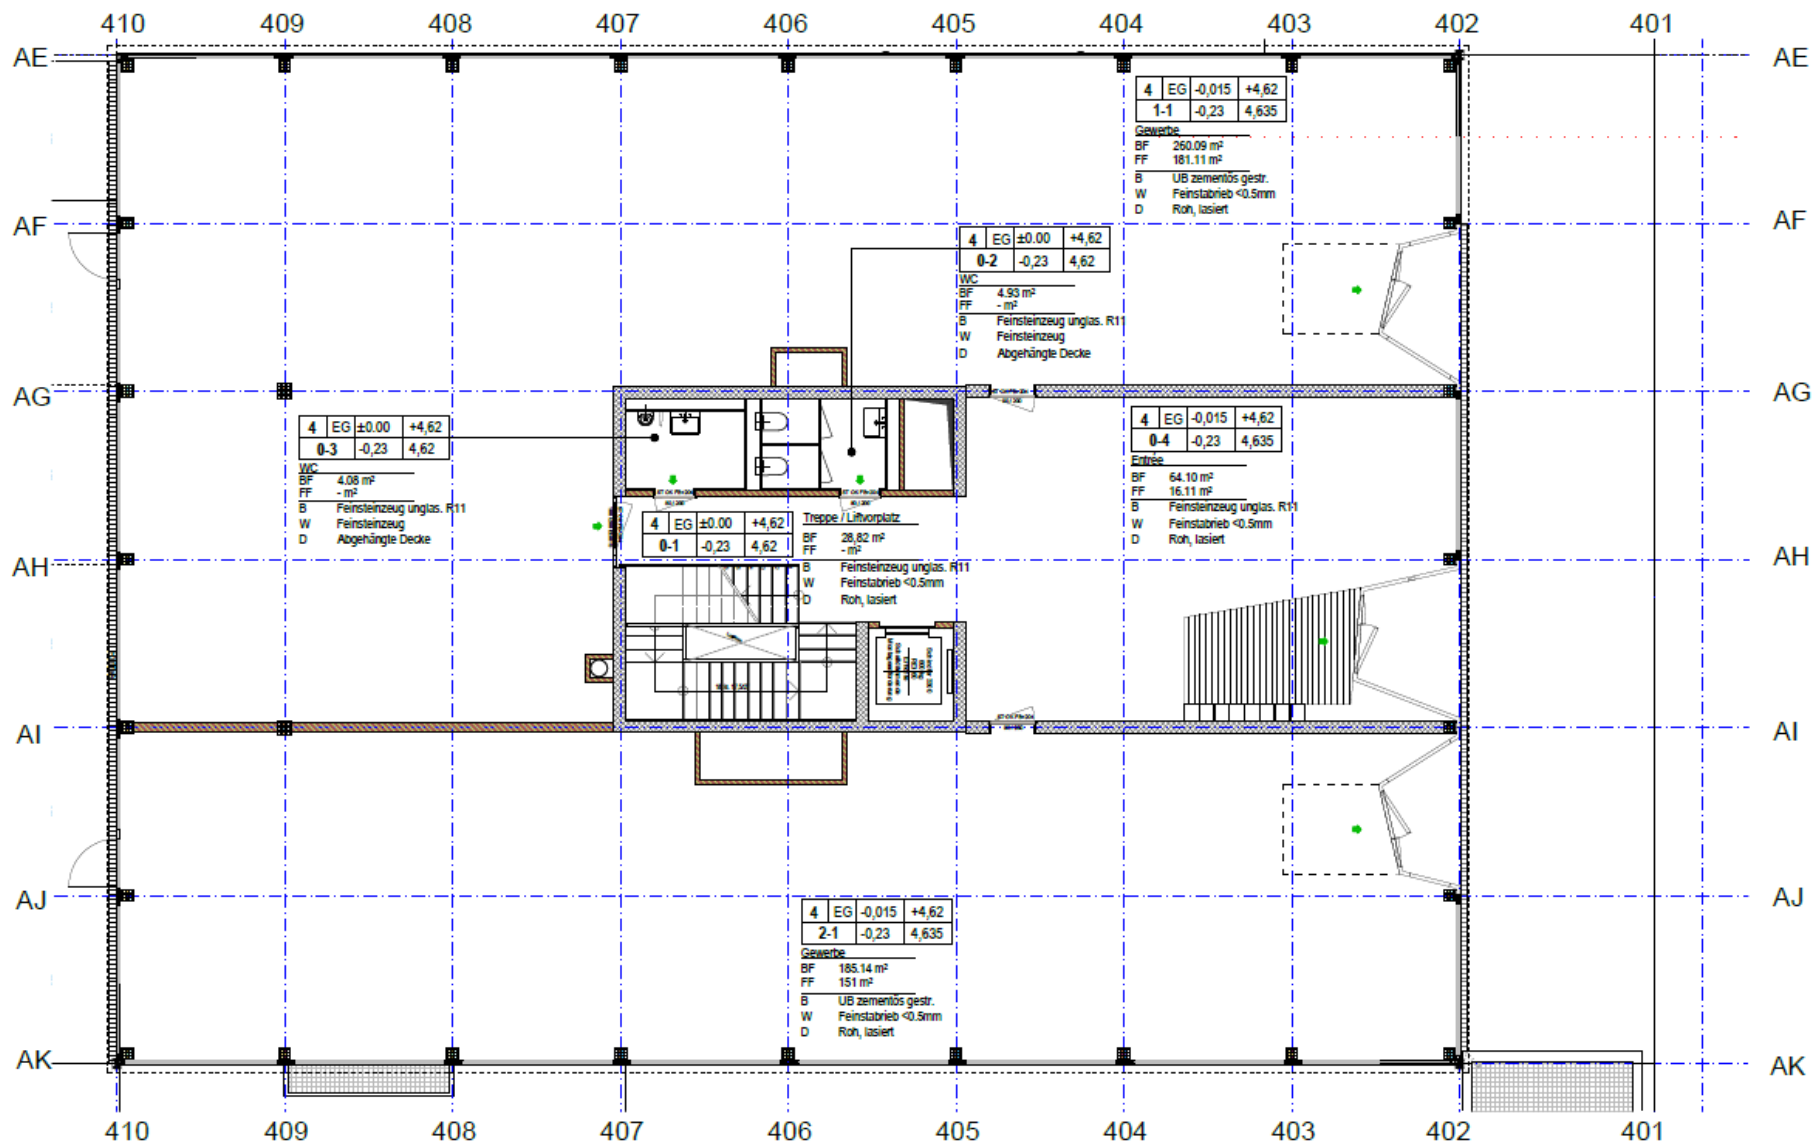 410 409 408 407 406 405 404 403 402 401
AE AE
4 EG -0,015 +4,62
1-1 -0,23 4,635
Gewerbe
BF 260.09 m²
FF 181.11 m²
B UB zementös gestr.
W Feinstabrieb <0.5mm
D Roh, lasiert
AF AF
4 EG ±0.00 +4,62
0-2 -0,23 4,62
WC
BF 4.93 m²
FF - m²
B Feinsteinzeug unglas. R11
W Feinsteinzeug
D Abgehängte Decke
AG AG
4 EG ±0.00 +4,62
0-3 -0,23 4,62
WC
BF 4.08 m²
FF - m²
B Feinsteinzeug unglas. R11
W Feinsteinzeug
D Abgehängte Decke
4 EG -0,015 +4,62
0-4 -0,23 4,635
Entrée
BF 64.10 m²
FF 16.11 m²
B Feinsteinzeug unglas. R11
W Feinstabrieb <0.5mm
D Roh, lasiert
4 EG ±0.00 +4,62
0-1 -0,23 4,62
Treppe / Liftvorplatz
BF 28,82 m²
FF - m²
B Feinsteinzeug unglas. R11
W Feinstabrieb <0.5mm
D Roh, lasiert
AH AH
AI AI
AJ AJ
4 EG -0,015 +4,62
2-1 -0,23 4,635
Gewerbe
BF 185.14 m²
FF 151 m²
B UB zementös gestr.
W Feinstabrieb <0.5mm
D Roh, lasiert
AK AK
410 409 408 407 406 405 404 403 402 401